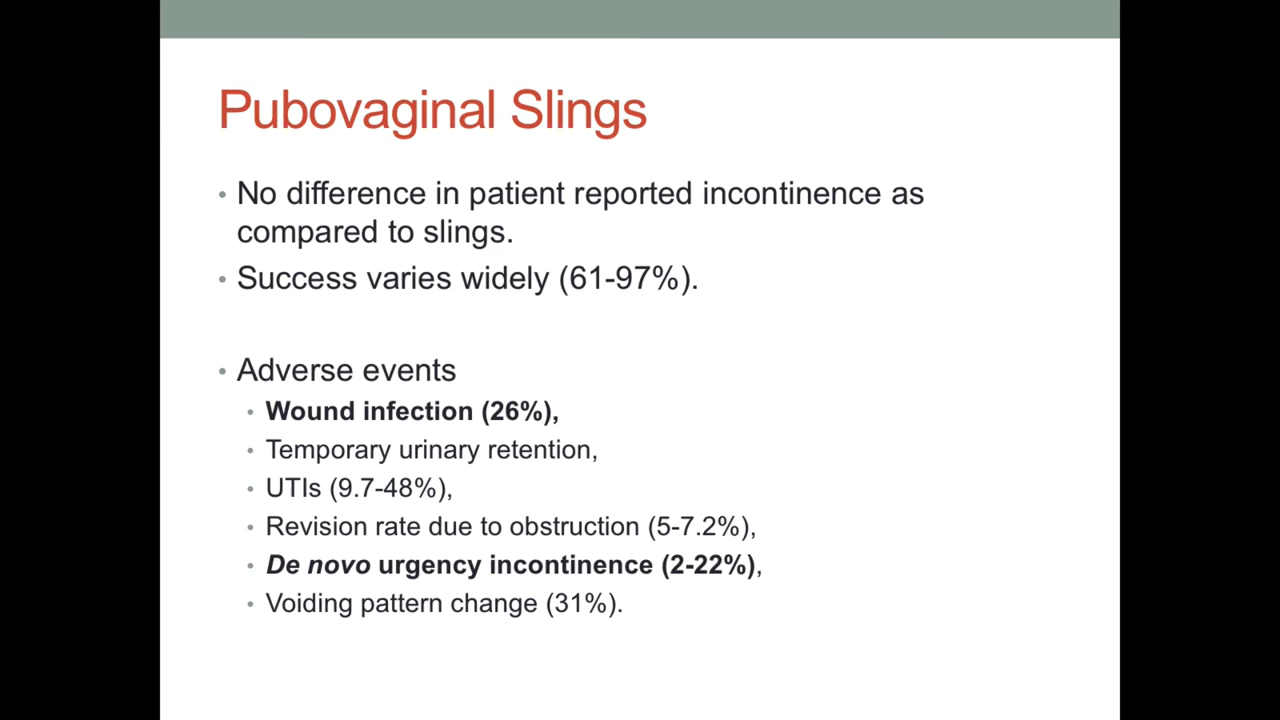 Pubovaginal Slings
• No difference in patient reported incontinence as
compared to slings.
• Success varies widely (61-97%).
• Adverse events
• Wound infection (26%),
• Temporary urinary retention,
• UTIs (9.7-48%),
• Revision rate due to obstruction (5-7.2%),
• De novo urgency incontinence (2-22%),
• Voiding pattern change (31%).